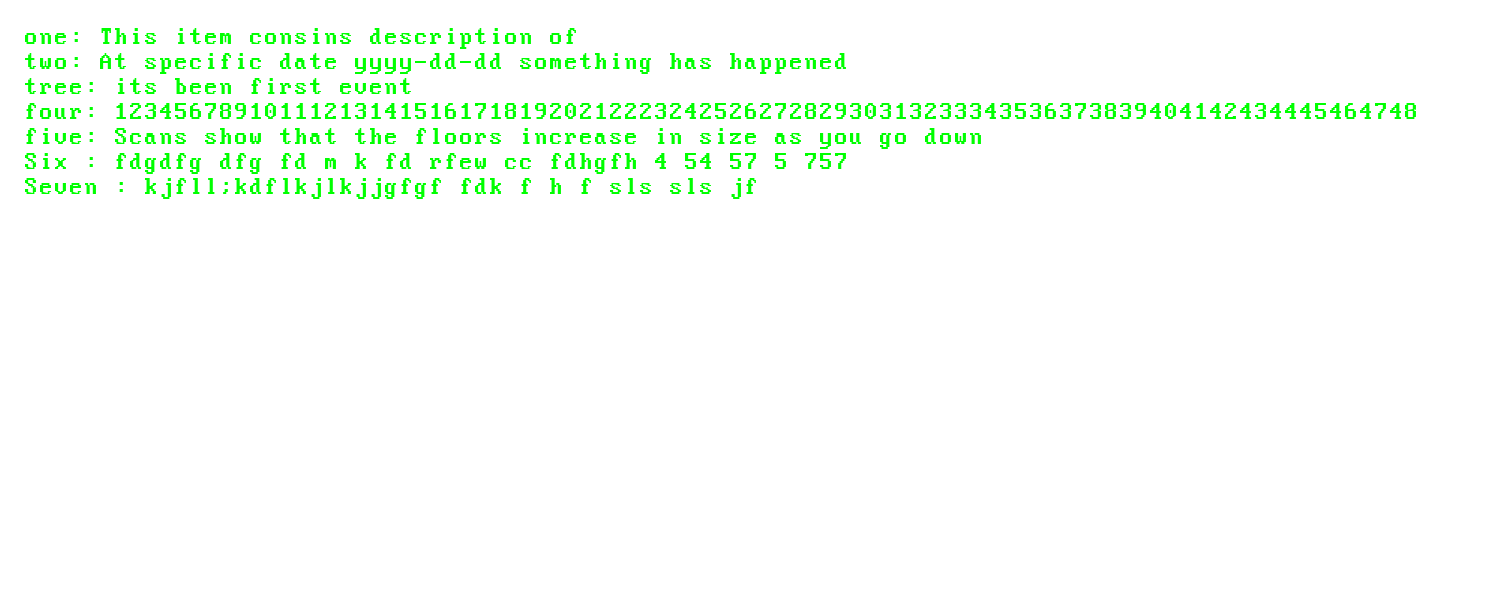 one: This item consins description of
two: At specific date yyyy-dd-dd something has happened
tree: its been first event
four: 123456789101112131415161718192021222324252627282930313233343536373839404142434445464748
five: Scans show that the floors increase in size as you go down
Six : fdgdfg dfg fd m k fd rfew cc fdhgfh 4 54 57 5 757
Seven : kjfll;kdflkjlkjjgfgf fdk f h f sls sls jf